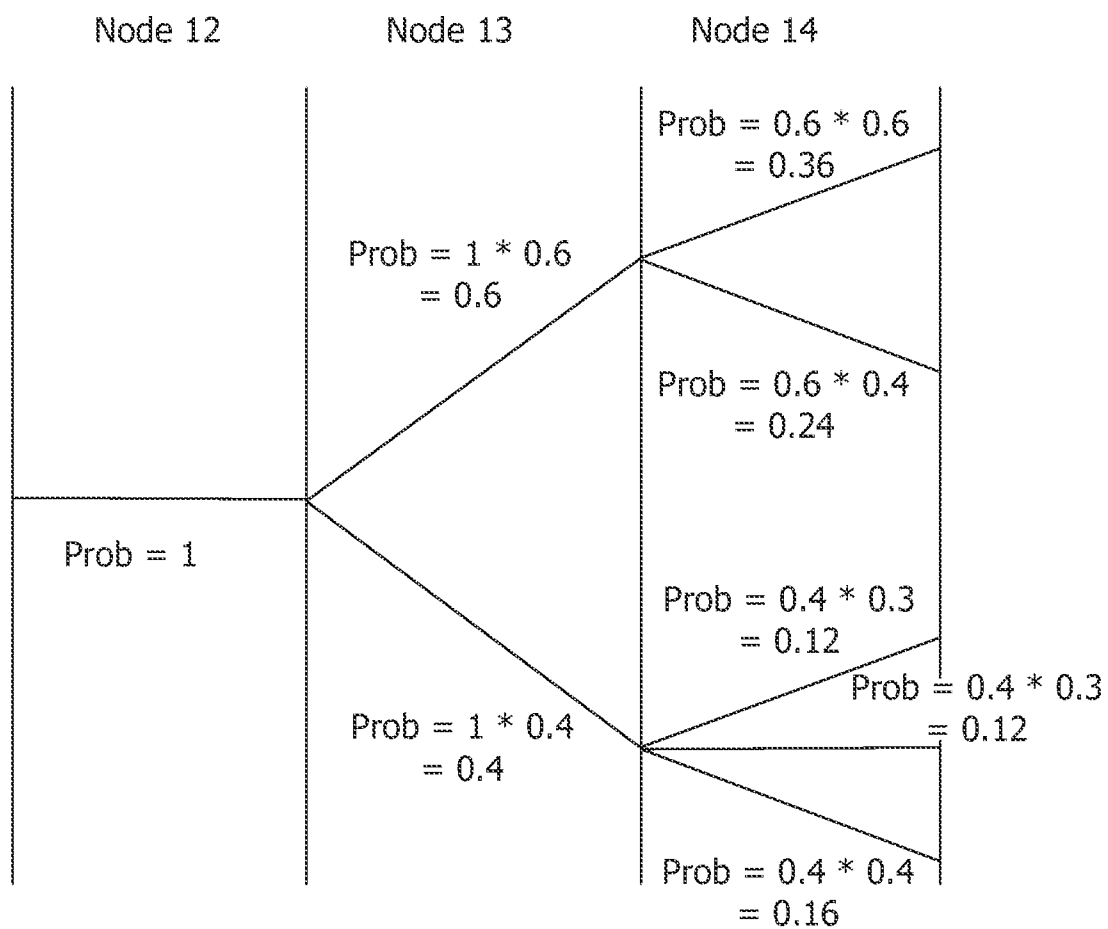 Node 12
Node 13
Node 14
Prob = 0.6 * 0.6
= 0.36
Prob = 1 * 0.6
= 0.6
Prob = 0.6 * 0.4
= 0.24
Prob = 1
Prob = 0.4 * 0.3
= 0.12
Prob = 0.4 * 0.3
= 0.12
Prob = 1 * 0.4
= 0.4
Prob = 0.4 * 0.4
= 0.16